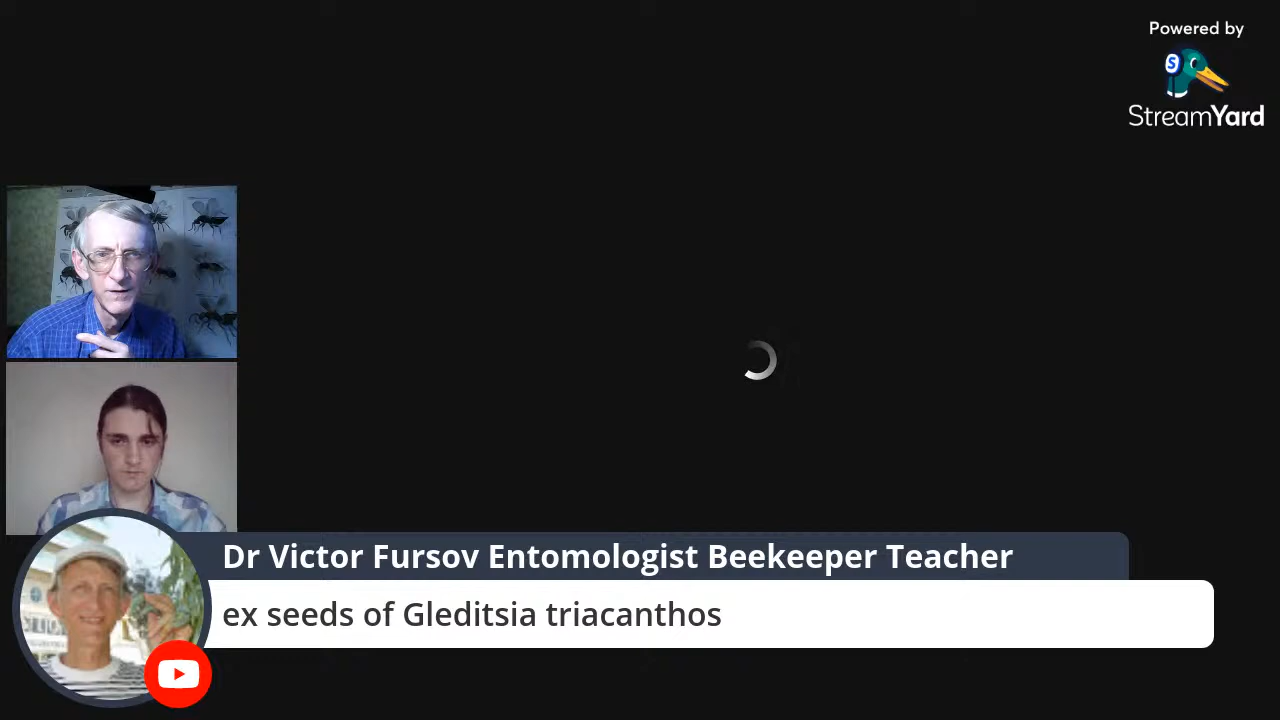 Powered by
S
StreamYard
Dr Victor Fursov Entomologist Beekeeper Teacher
ex seeds of Gleditsia triacanthos